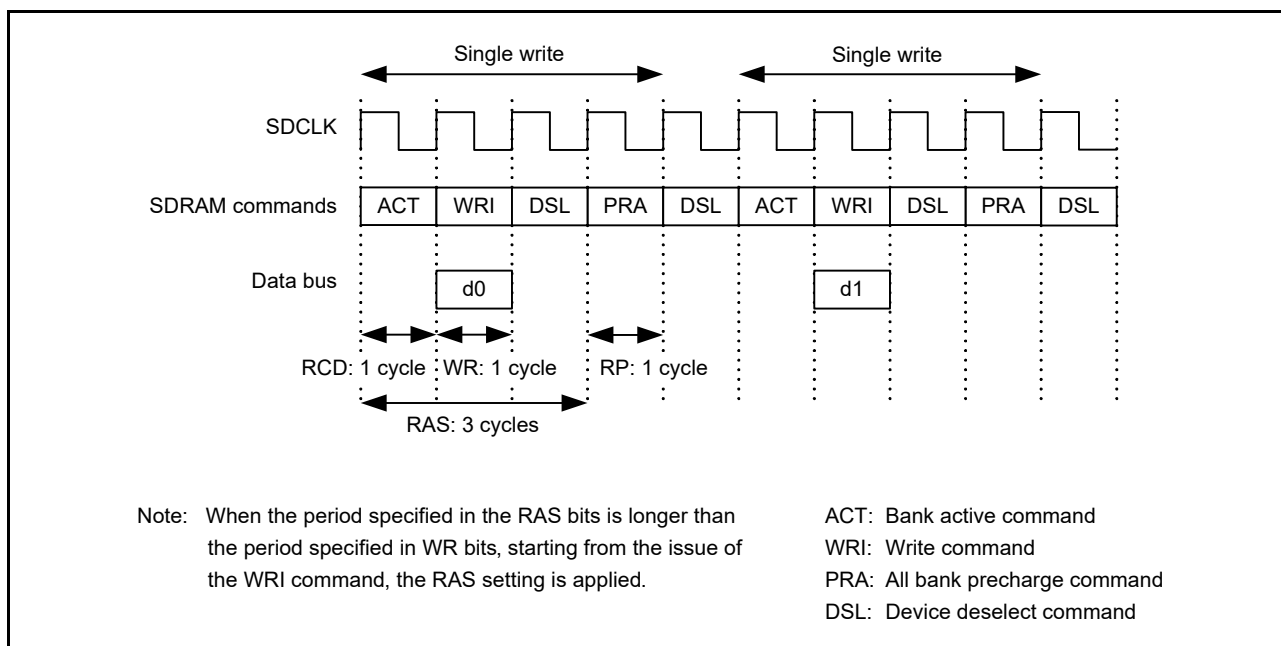 Single write Single write
SDCLK
SDRAM commands ACT WRI DSL PRA DSL ACT WRI DSL PRA DSL
Data bus d0 d1
RCD: 1 cycle WR: 1 cycle RP: 1 cycle
RAS: 3 cycles
Note: When the period specified in the RAS bits is longer than
the period specified in WR bits, starting from the issue of
the WRI command, the RAS setting is applied.
ACT: Bank active command
WRI: Write command
PRA: All bank precharge command
DSL: Device deselect command